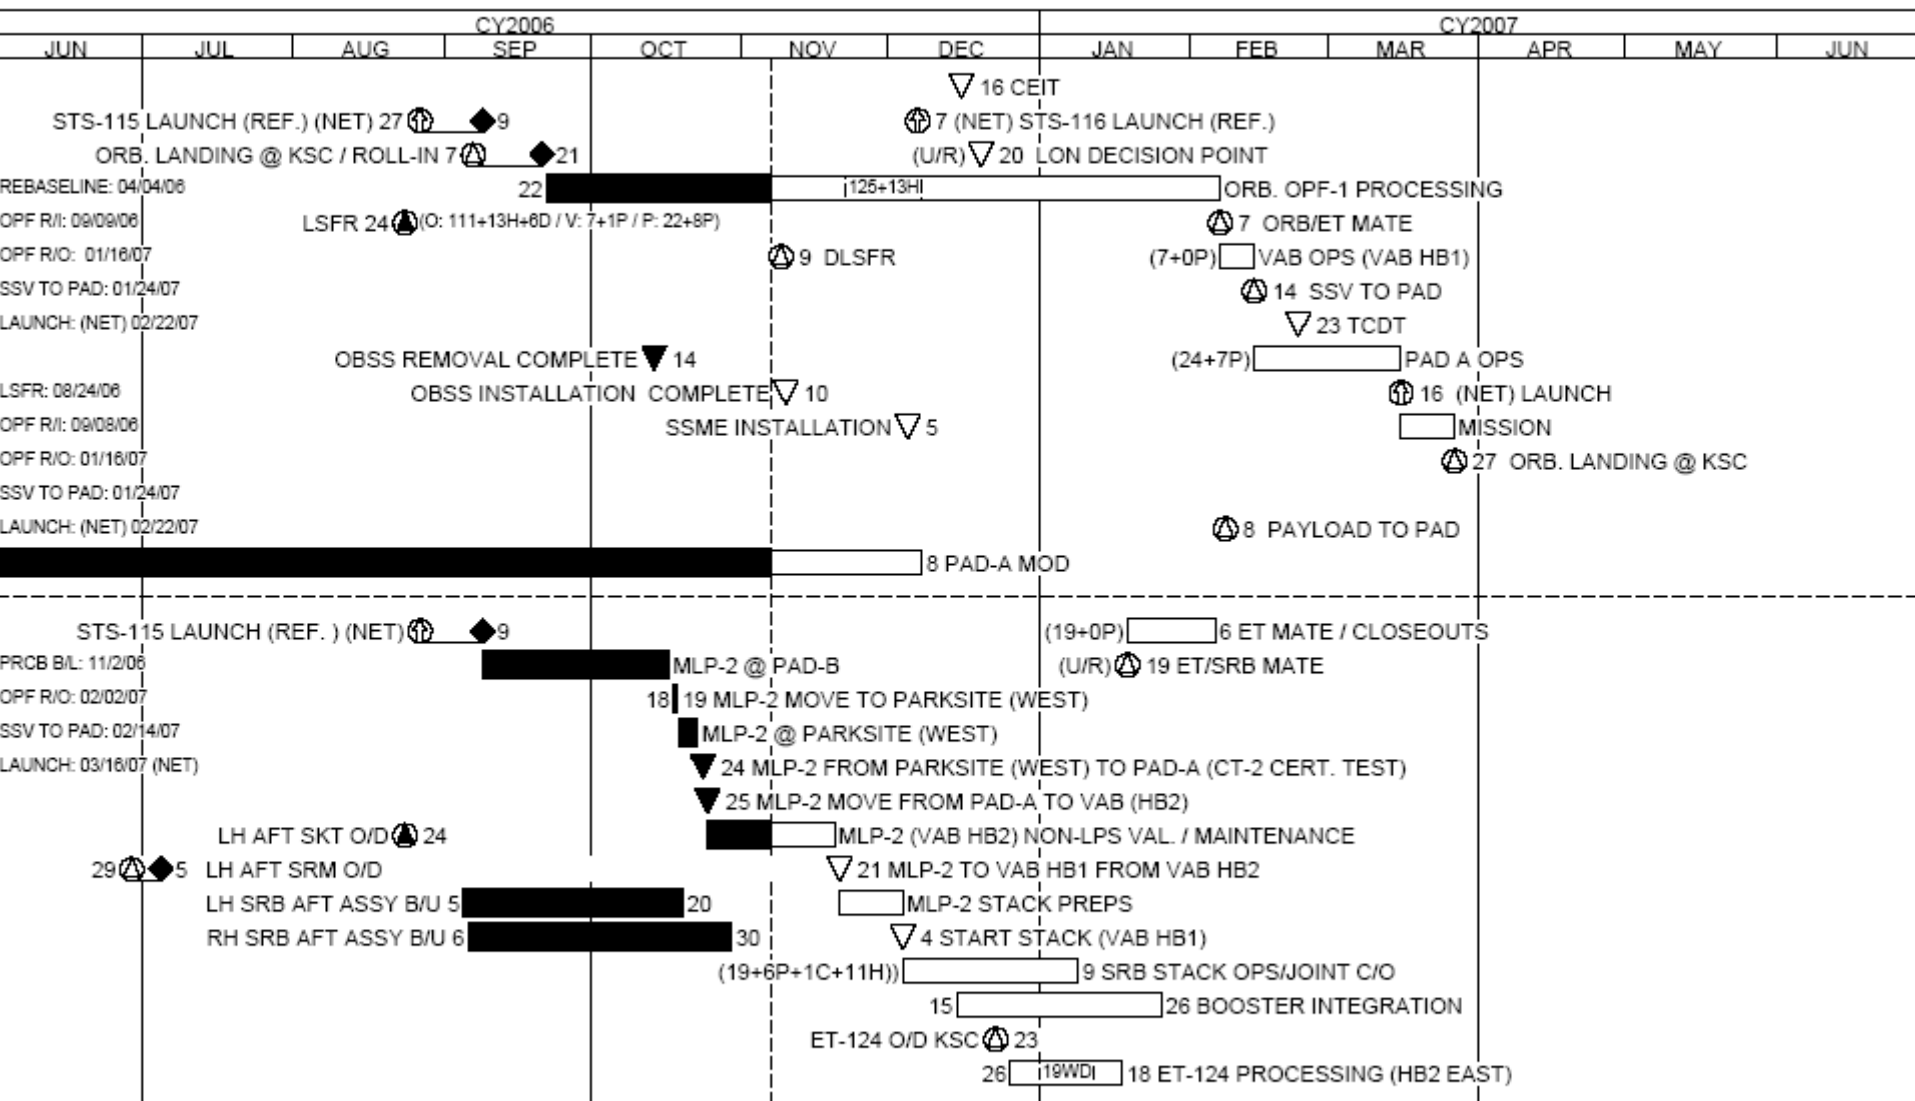 CY2006 CY2007
JUN JUL AUG SEP OCT NOV DEC JAN FEB MAR APR MAY JUN
16 CEIT
STS-115 LAUNCH (REF.) (NET) 27 9 7 (NET) STS-116 LAUNCH (REF.)
ORB. LANDING @ KSC / ROLL-IN 7 21 (U/R) 20 LON DECISION POINT
REBASELINE: 04/04/06 22 125+13H ORB. OPF-1 PROCESSING
OPF R/I: 09/09/06 LSFR 24 (O: 111+13H+6D / V: 7+1P / P: 22+8P) 7 ORB/ET MATE
OPF R/O: 01/16/07 9 DLSFR (7+0P) VAB OPS (VAB HB1)
SSV TO PAD: 01/24/07 14 SSV TO PAD
LAUNCH: (NET) 02/22/07 23 TCDT
OBSS REMOVAL COMPLETE 14 (24+7P) PAD A OPS
LSFR: 08/24/06 OBSS INSTALLATION COMPLETE 10 16 (NET) LAUNCH
OPF R/I: 09/08/06 SSME INSTALLATION 5 MISSION
OPF R/O: 01/16/07 27 ORB. LANDING @ KSC
SSV TO PAD: 01/24/07
LAUNCH: (NET) 02/22/07 8 PAYLOAD TO PAD
8 PAD-A MOD
STS-115 LAUNCH (REF. ) (NET) 9 (19+0P) 6 ET MATE / CLOSEOUTS
PRCB B/L: 11/2/06 MLP-2 @ PAD-B (U/R) 19 ET/SRB MATE
OPF R/O: 02/02/07 18 19 MLP-2 MOVE TO PARKSITE (WEST)
SSV TO PAD: 02/14/07 MLP-2 @ PARKSITE (WEST)
LAUNCH: 03/16/07 (NET) 24 MLP-2 FROM PARKSITE (WEST) TO PAD-A (CT-2 CERT. TEST)
25 MLP-2 MOVE FROM PAD-A TO VAB (HB2)
LH AFT SKT O/D 24 MLP-2 (VAB HB2) NON-LPS VAL. / MAINTENANCE
29 5 LH AFT SRM O/D 21 MLP-2 TO VAB HB1 FROM VAB HB2
LH SRB AFT ASSY B/U 5 20 MLP-2 STACK PREPS
RH SRB AFT ASSY B/U 6 30 4 START STACK (VAB HB1)
(19+6P+1C+11H)) 9 SRB STACK OPS/JOINT C/O
15 26 BOOSTER INTEGRATION
ET-124 O/D KSC 23
26 19WD 18 ET-124 PROCESSING (HB2 EAST)